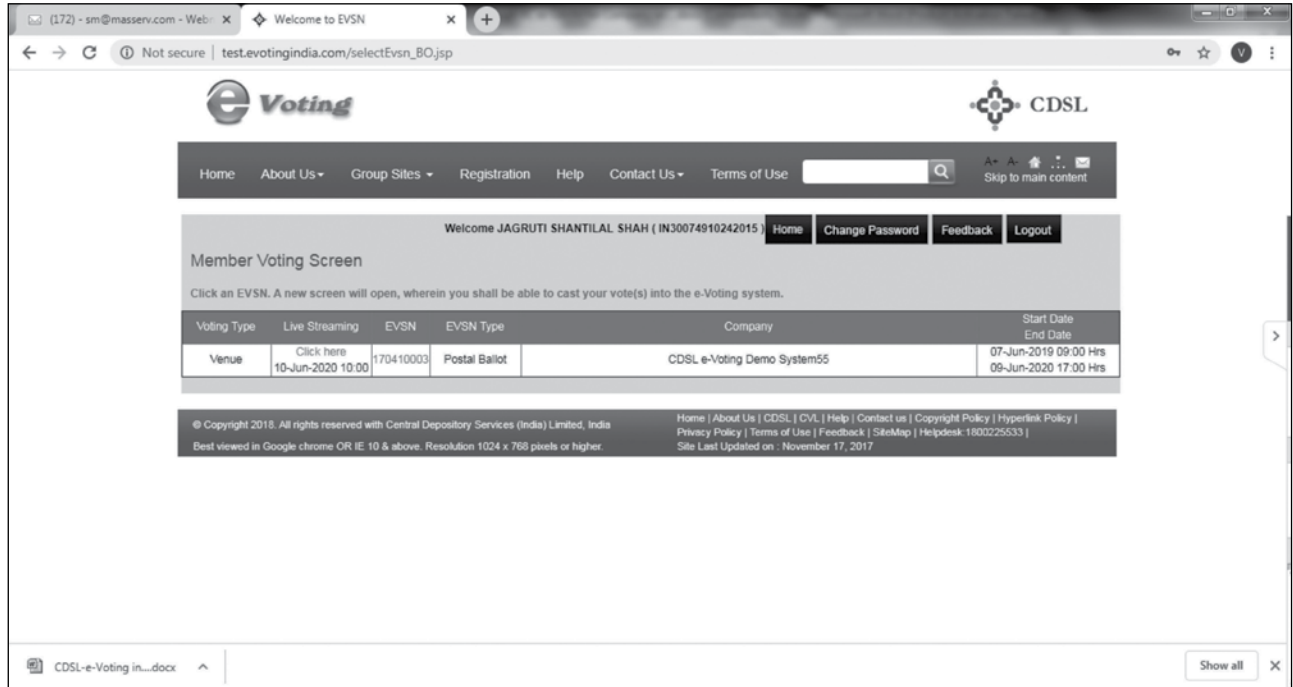 (172) - sm@masserv.com - Web
Welcome to EVSN
Not secure | test.evotingindia.com/selectEvsn_BO.jsp
V
e Voting
CDSL
Home About Us Group Sites Registration Help Contact Us Terms of Use
A+ A-
Skip to main content
Welcome JAGRUTI SHANTILAL SHAH ( IN30074910242015 ) Home Change Password Feedback Logout
Member Voting Screen
Click an EVSN. A new screen will open, wherein you shall be able to cast your vote(s) into the e-Voting system.
Voting Type Live Streaming EVSN EVSN Type Company Start Date
End Date
Venue Click here
10-Jun-2020 10:00 170410003 Postal Ballot CDSL e-Voting Demo System55 07-Jun-2019 09:00 Hrs
09-Jun-2020 17:00 Hrs
© Copyright 2018. All rights reserved with Central Depository Services (India) Limited, India
Best viewed in Google chrome OR IE 10 & above. Resolution 1024 x 768 pixels or higher.
Home | About Us | CDSL | CVL | Help | Contact us | Copyright Policy | Hyperlink Policy |
Privacy Policy | Terms of Use | Feedback | SiteMap | Helpdesk:1800225533 |
Site Last Updated on : November 17, 2017
CDSL-e-Voting in....docx
Show all